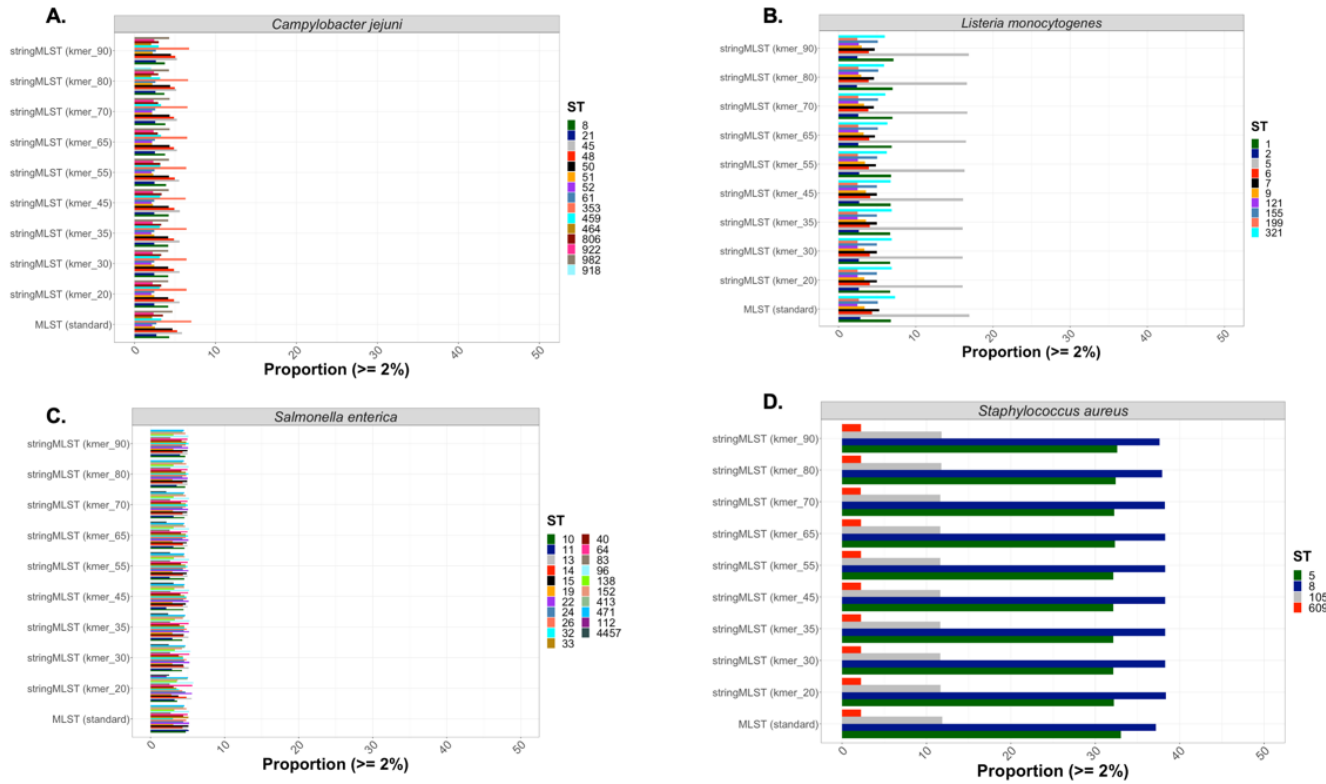 A.
Campylobacter jejuni
stringMLST (kmer_90)
stringMLST (kmer_80)
stringMLST (kmer_70)
stringMLST (kmer_65)
stringMLST (kmer_55)
stringMLST (kmer_45)
stringMLST (kmer_35)
stringMLST (kmer_30)
stringMLST (kmer_20)
MLST (standard)
0 10 20 30 40 50
Proportion (>= 2%)
ST
8
21
45
48
50
51
52
61
353
459
464
806
922
982
918
B.
Listeria monocytogenes
stringMLST (kmer_90)
stringMLST (kmer_80)
stringMLST (kmer_70)
stringMLST (kmer_65)
stringMLST (kmer_55)
stringMLST (kmer_45)
stringMLST (kmer_35)
stringMLST (kmer_30)
stringMLST (kmer_20)
MLST (standard)
0 10 20 30 40 50
Proportion (>= 2%)
ST
1
2
5
6
7
9
121
155
199
321
C.
Salmonella enterica
stringMLST (kmer_90)
stringMLST (kmer_80)
stringMLST (kmer_70)
stringMLST (kmer_65)
stringMLST (kmer_55)
stringMLST (kmer_45)
stringMLST (kmer_35)
stringMLST (kmer_30)
stringMLST (kmer_20)
MLST (standard)
0 10 20 30 40 50
Proportion (>= 2%)
ST
10 40
11 64
13 83
14 96
15 138
19 152
22 413
24 471
26 112
32 4457
33
D.
Staphylococcus aureus
stringMLST (kmer_90)
stringMLST (kmer_80)
stringMLST (kmer_70)
stringMLST (kmer_65)
stringMLST (kmer_55)
stringMLST (kmer_45)
stringMLST (kmer_35)
stringMLST (kmer_30)
stringMLST (kmer_20)
MLST (standard)
0 10 20 30 40 50
Proportion (>= 2%)
ST
5
8
105
609